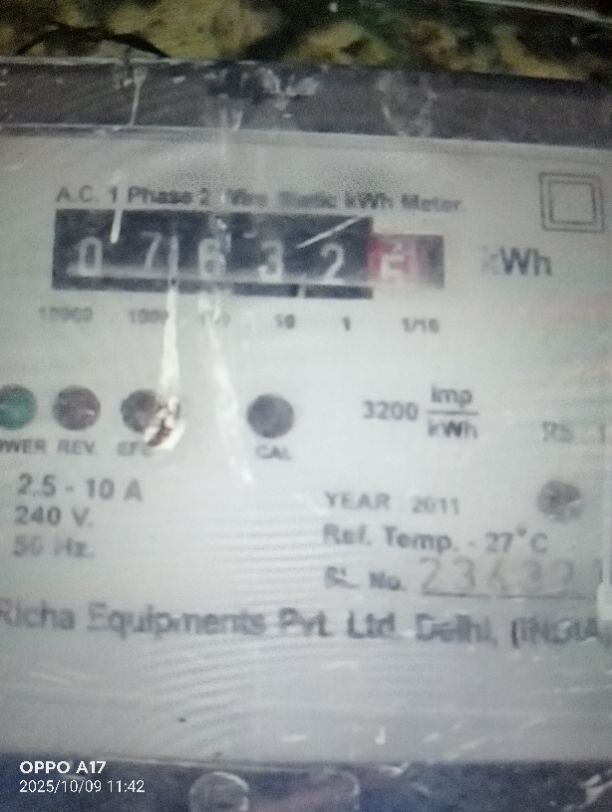 A.C. 1 Phase 2 Wire Static kWh Meter.
0 7 6 3 2 kWh
10000 1000 100 10 1 1/10
POWER REV. CAL
3200 imp
kWh
2.5 - 10 A
240 V.
50 Hz.
YEAR 2011
Ref. Temp. - 27°C
SL. No.
Richa Equipments Pvt. Ltd. Delhi, (INDIA
OPPO A17
2025/10/09 11:42